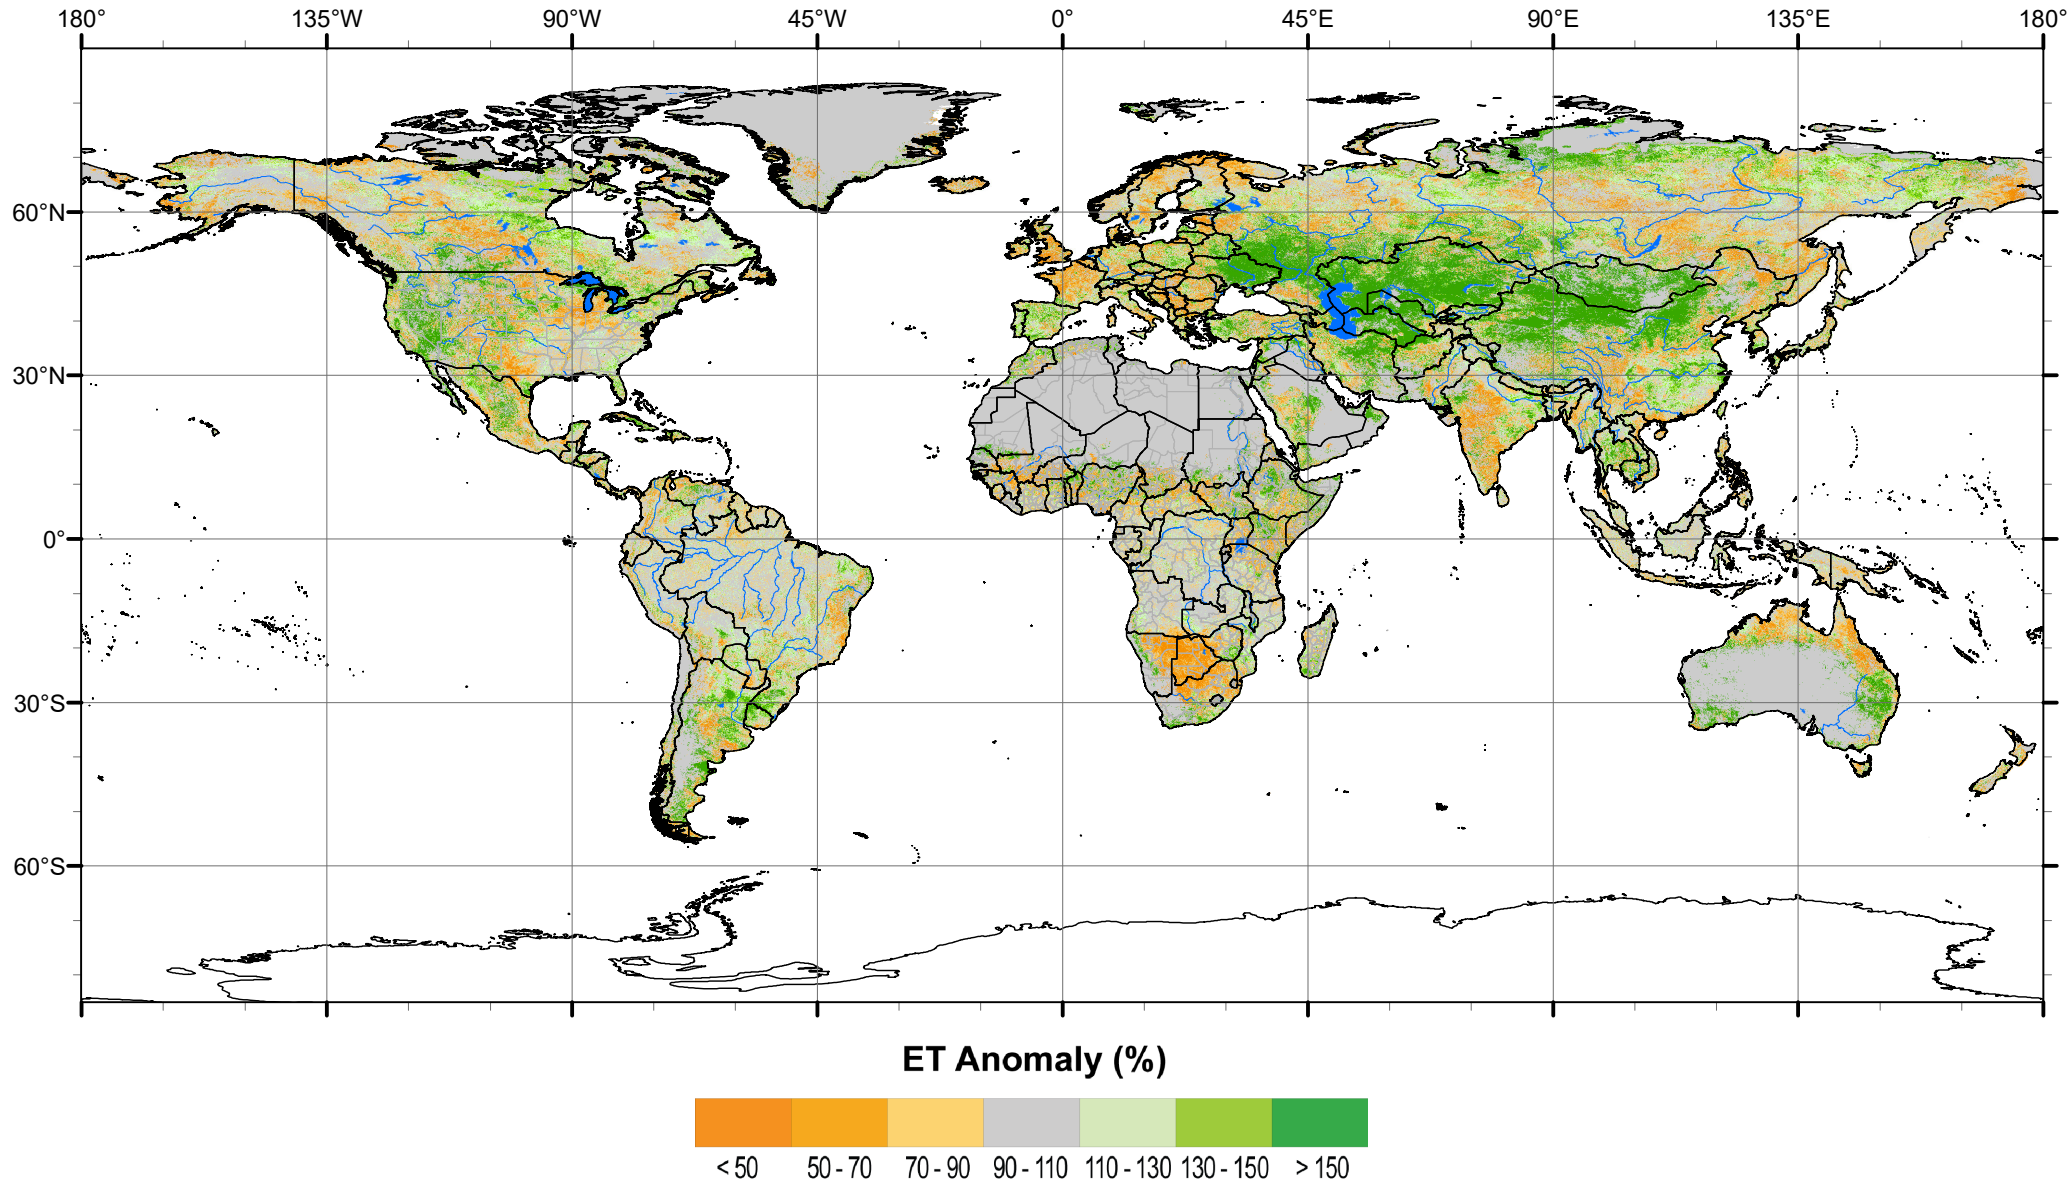 180° 135°W 90°W 45°W 0° 45°E 90°E 135°E 180°
60°N
30°N
0°
30°S
60°S
ET Anomaly (%)
< 50 50 - 70 70 - 90 90 - 110 110 - 130 130 - 150 > 150